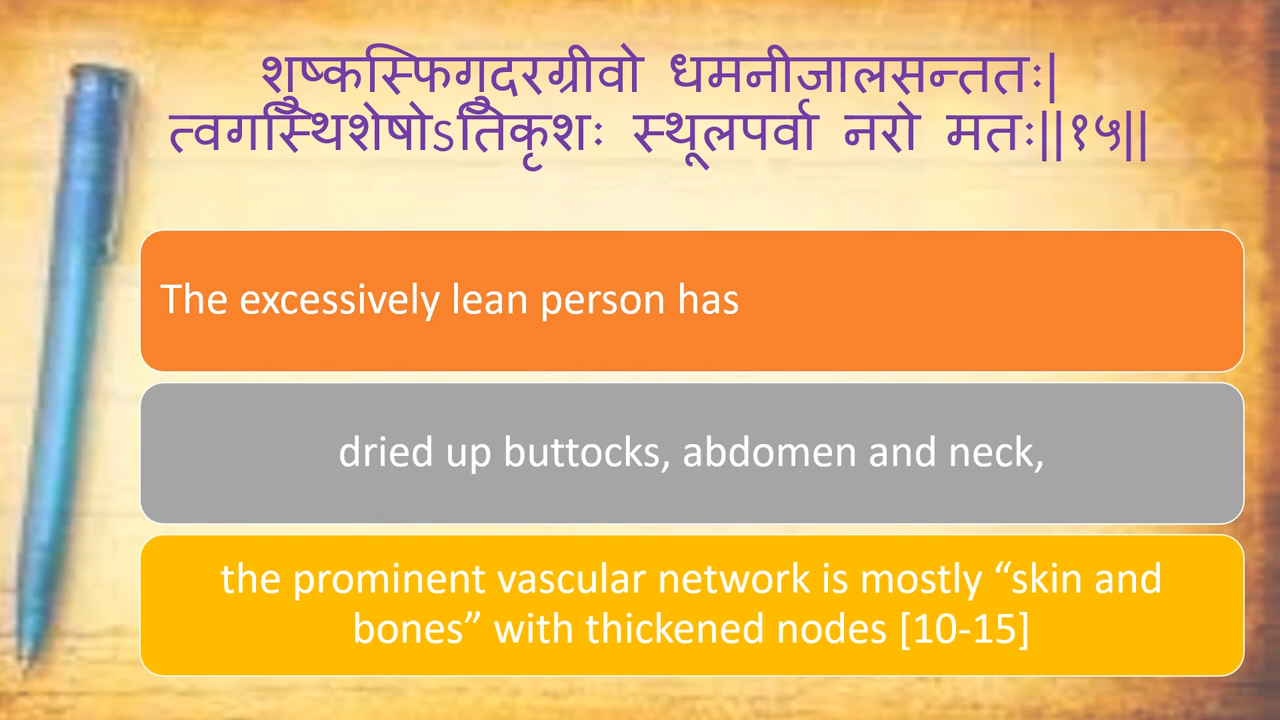 शुष्कस्फिगुदरग्रीवो धमनीजालसन्ततः|
त्वगस्थिशेषोऽतिकृशः स्थूलपर्वा नरो मतः||१५||
The excessively lean person has
dried up buttocks, abdomen and neck,
the prominent vascular network is mostly “skin and
bones” with thickened nodes [10-15]